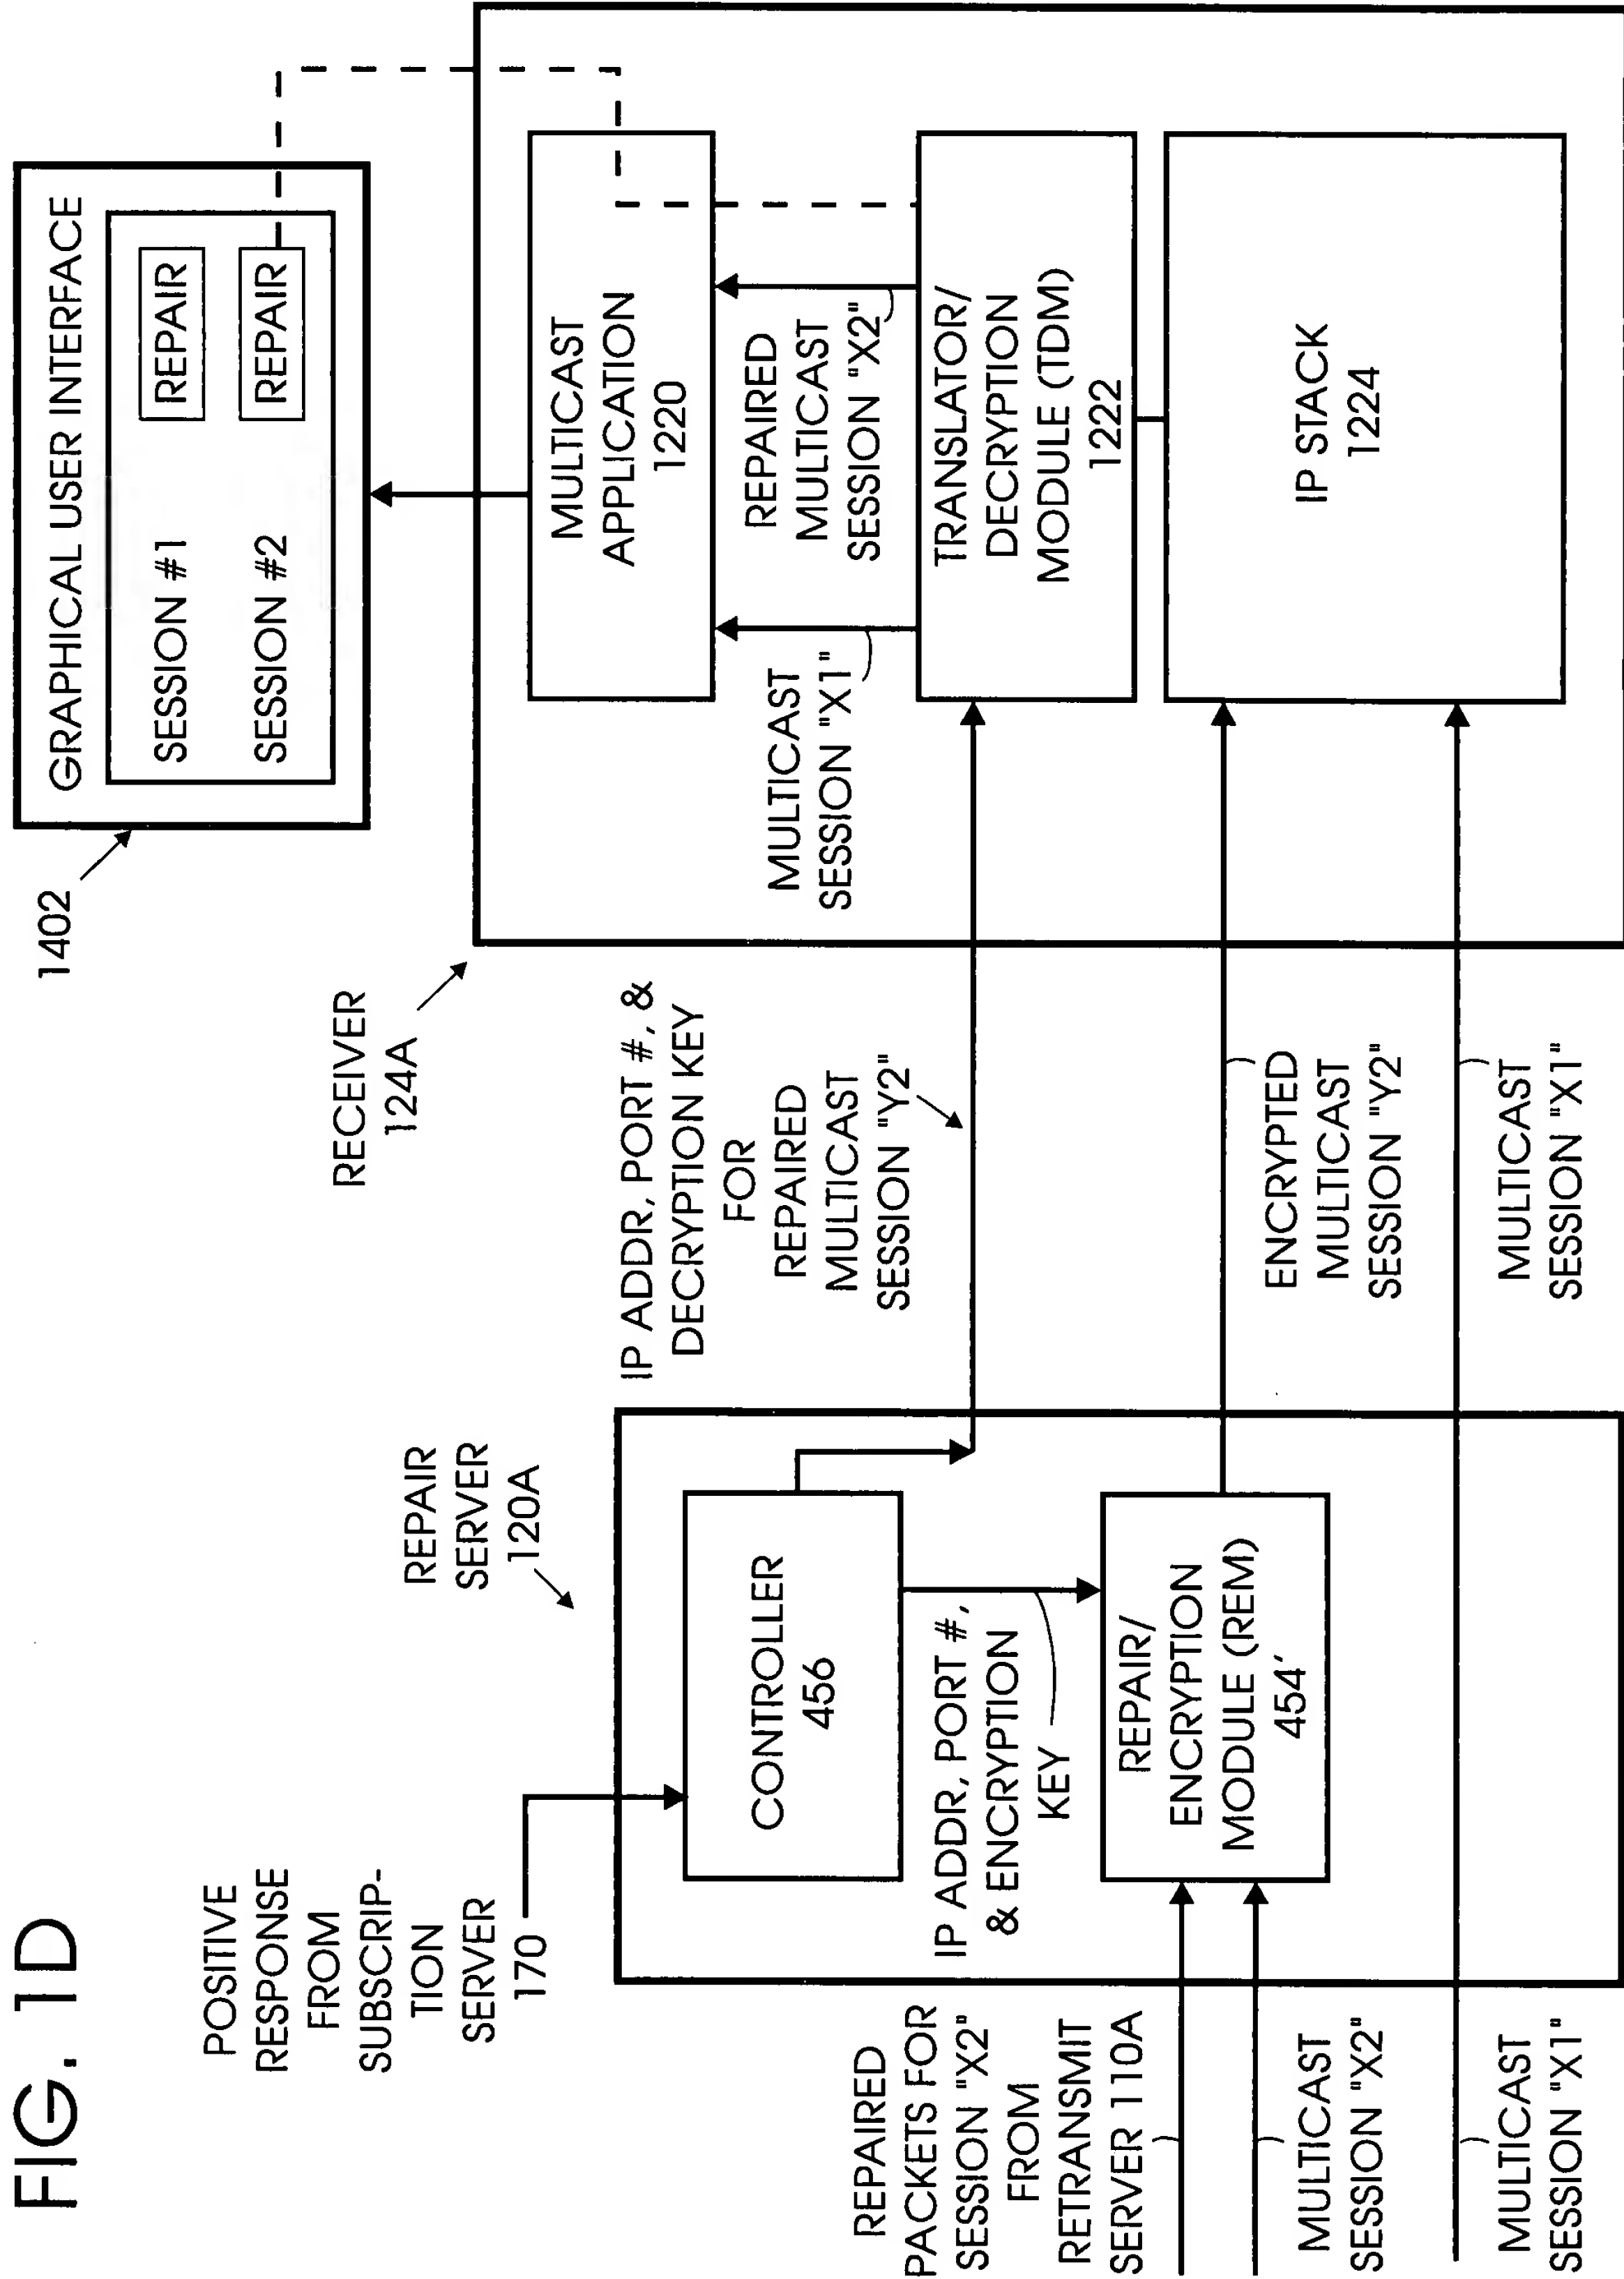 FIG. 1D
POSITIVE
RESPONSE
FROM
SUBSCRIP-
TION
SERVER
170
REPAIR
SERVER
120A
CONTROLLER
456
IP ADDR, PORT #,
& ENCRYPTION
KEY
REPAIR/
ENCRYPTION
MODULE (REM)
454'
REPAIRED
PACKETS FOR
SESSION "X2"
FROM
RETRANSMIT
SERVER 110A
MULTICAST
SESSION "X2"
MULTICAST
SESSION "X1"
RECEIVER
124A
IP ADDR, PORT #, &
DECRYPTION KEY
FOR
REPAIRED
MULTICAST
SESSION "Y2"
ENCRYPTED
MULTICAST
SESSION "Y2"
MULTICAST
SESSION "X1"
1402
GRAPHICAL USER INTERFACE
SESSION #1 REPAIR
SESSION #2 REPAIR
MULTICAST
APPLICATION
1220
MULTICAST
SESSION "X1"
REPAIRED
MULTICAST
SESSION "X2"
TRANSLATOR/
DECRYPTION
MODULE (TDM)
1222
IP STACK
1224